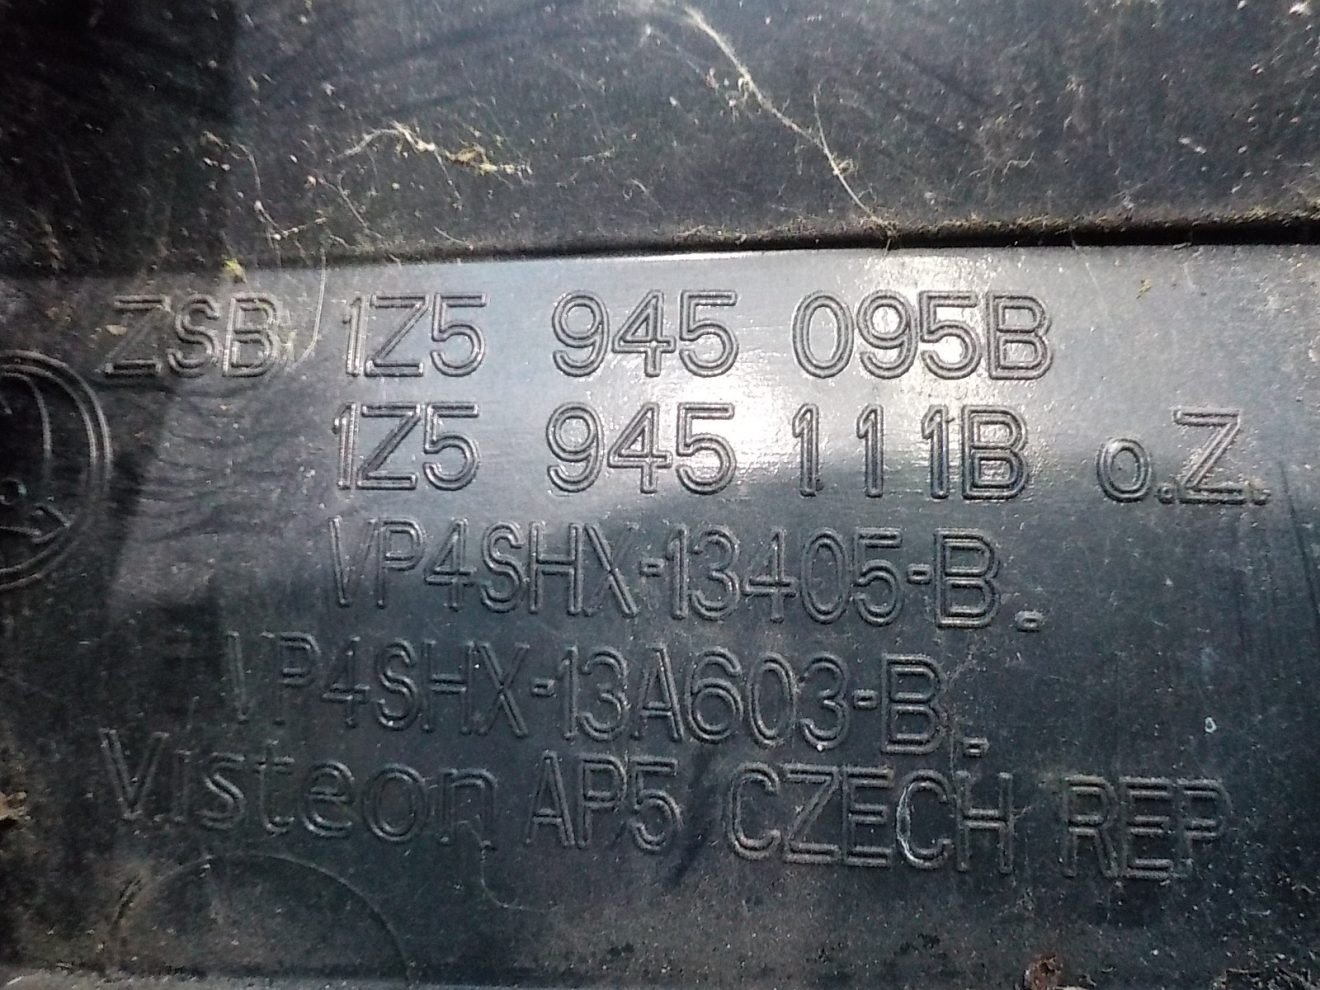 ZSB 1Z5 945 095B
1Z5 945 111B o.Z.
VP4SHX-13405-B.
VP4SHX-13A603-B.
Visteon AP5 CZECH REP